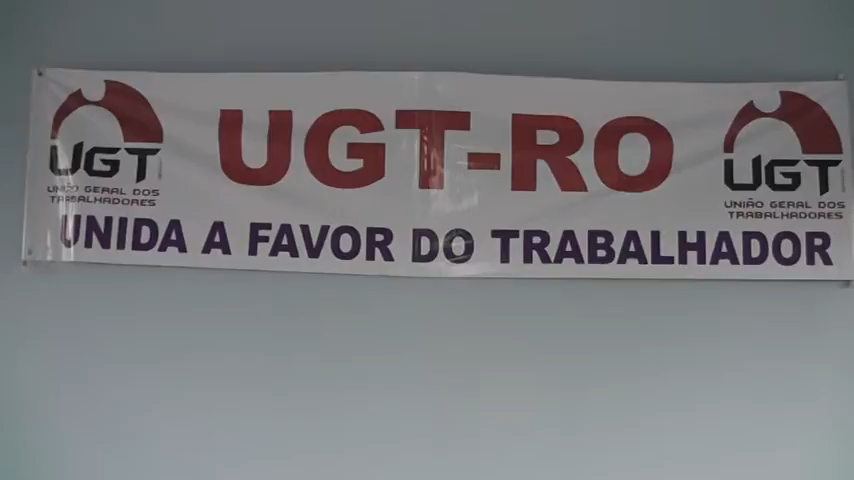 UGT-RO
UGT
UNIÃO GERAL DOS
TRABALHADORES
UGT
UNIÃO GERAL DOS
TRABALHADORES
UNIDA A FAVOR DO TRABALHADOR